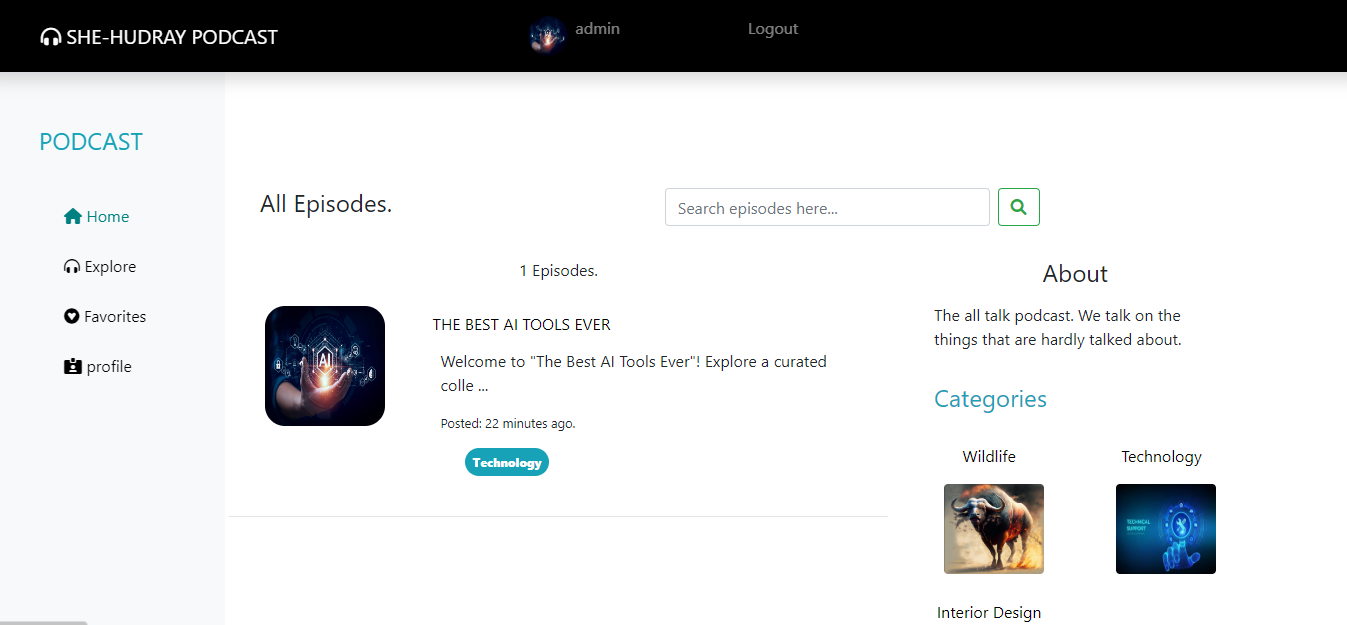 SHE-HUDRAY PODCAST
admin
Logout
PODCAST
Home
Explore
Favorites
profile
All Episodes.
Search episodes here...
1 Episodes.
AI
THE BEST AI TOOLS EVER
Welcome to "The Best AI Tools Ever"! Explore a curated
colle ...
Posted: 22 minutes ago.
Technology
About
The all talk podcast. We talk on the
things that are hardly talked about.
Categories
Wildlife
Technology
TECHNICAL
SUPPORT
Interior Design